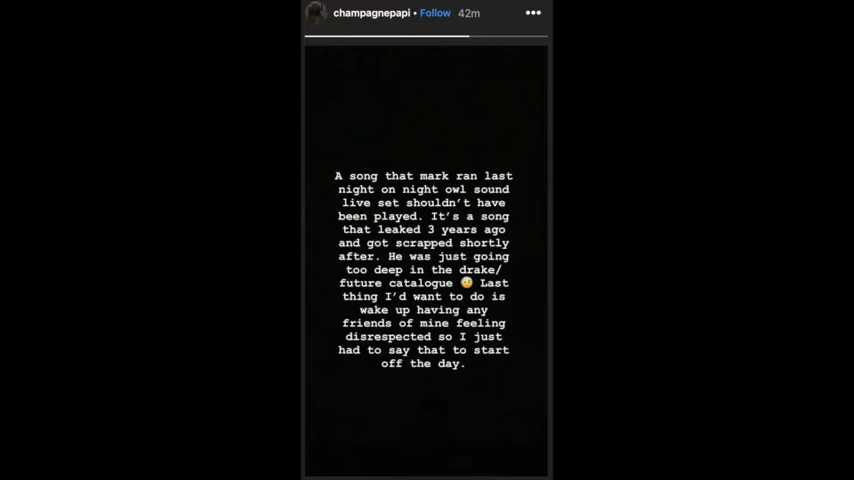 champagnepapi • Follow 42m •••
A song that mark ran last
night on night owl sound
live set shouldn't have
been played. It's a song
that leaked 3 years ago
and got scrapped shortly
after. He was just going
too deep in the drake/
future catalogue 🤕 Last
thing I'd want to do is
wake up having any
friends of mine feeling
disrespected so I just
had to say that to start
off the day.